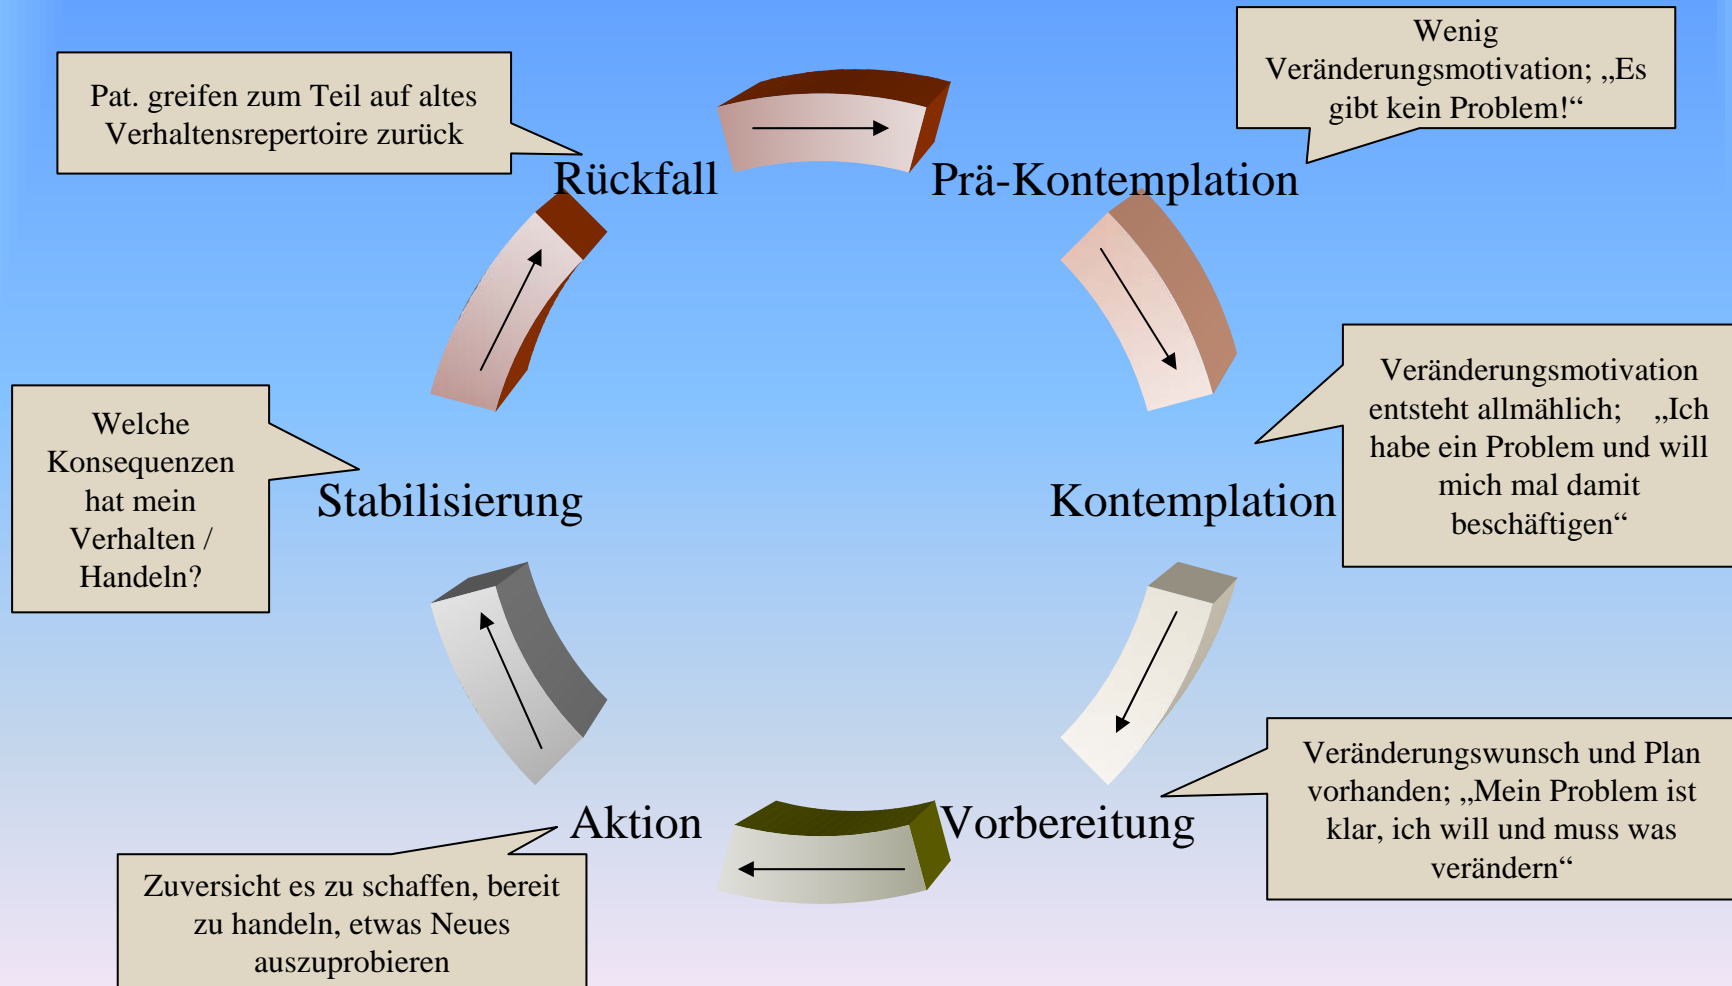 Wenig
Veränderungsmotivation; „Es
gibt kein Problem!“
Pat. greifen zum Teil auf altes
Verhaltensrepertoire zurück
Rückfall
Prä-Kontemplation
Veränderungsmotivation
entsteht allmählich; „Ich
habe ein Problem und will
mich mal damit
beschäftigen“
Welche
Konsequenzen
hat mein
Verhalten /
Handeln?
Stabilisierung
Kontemplation
Veränderungswunsch und Plan
vorhanden; „Mein Problem ist
klar, ich will und muss was
verändern“
Aktion
Vorbereitung
Zuversicht es zu schaffen, bereit
zu handeln, etwas Neues
auszuprobieren